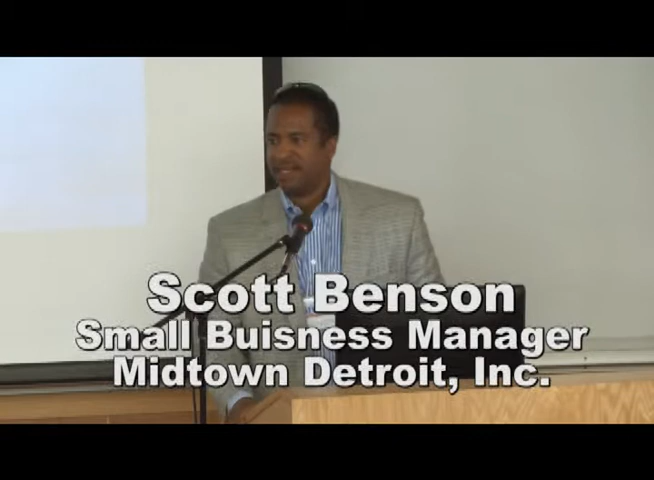 Scott Benson
Small Buisness Manager
Midtown Detroit, Inc.